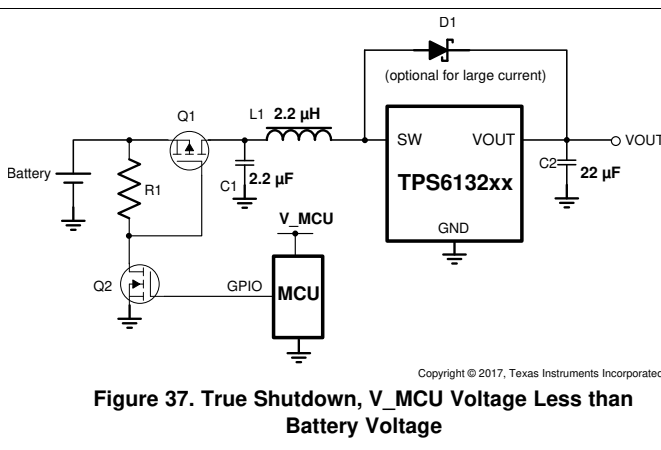 D1
(optional for large current)
Q1
L1 2.2 µH
SW VOUT
VOUT
Battery
R1
C1
2.2 µF
TPS6132xx
C2
22 µF
GND
V_MCU
Q2
GPIO
MCU
Copyright © 2017, Texas Instruments Incorporated
Figure 37. True Shutdown, V_MCU Voltage Less than
Battery Voltage